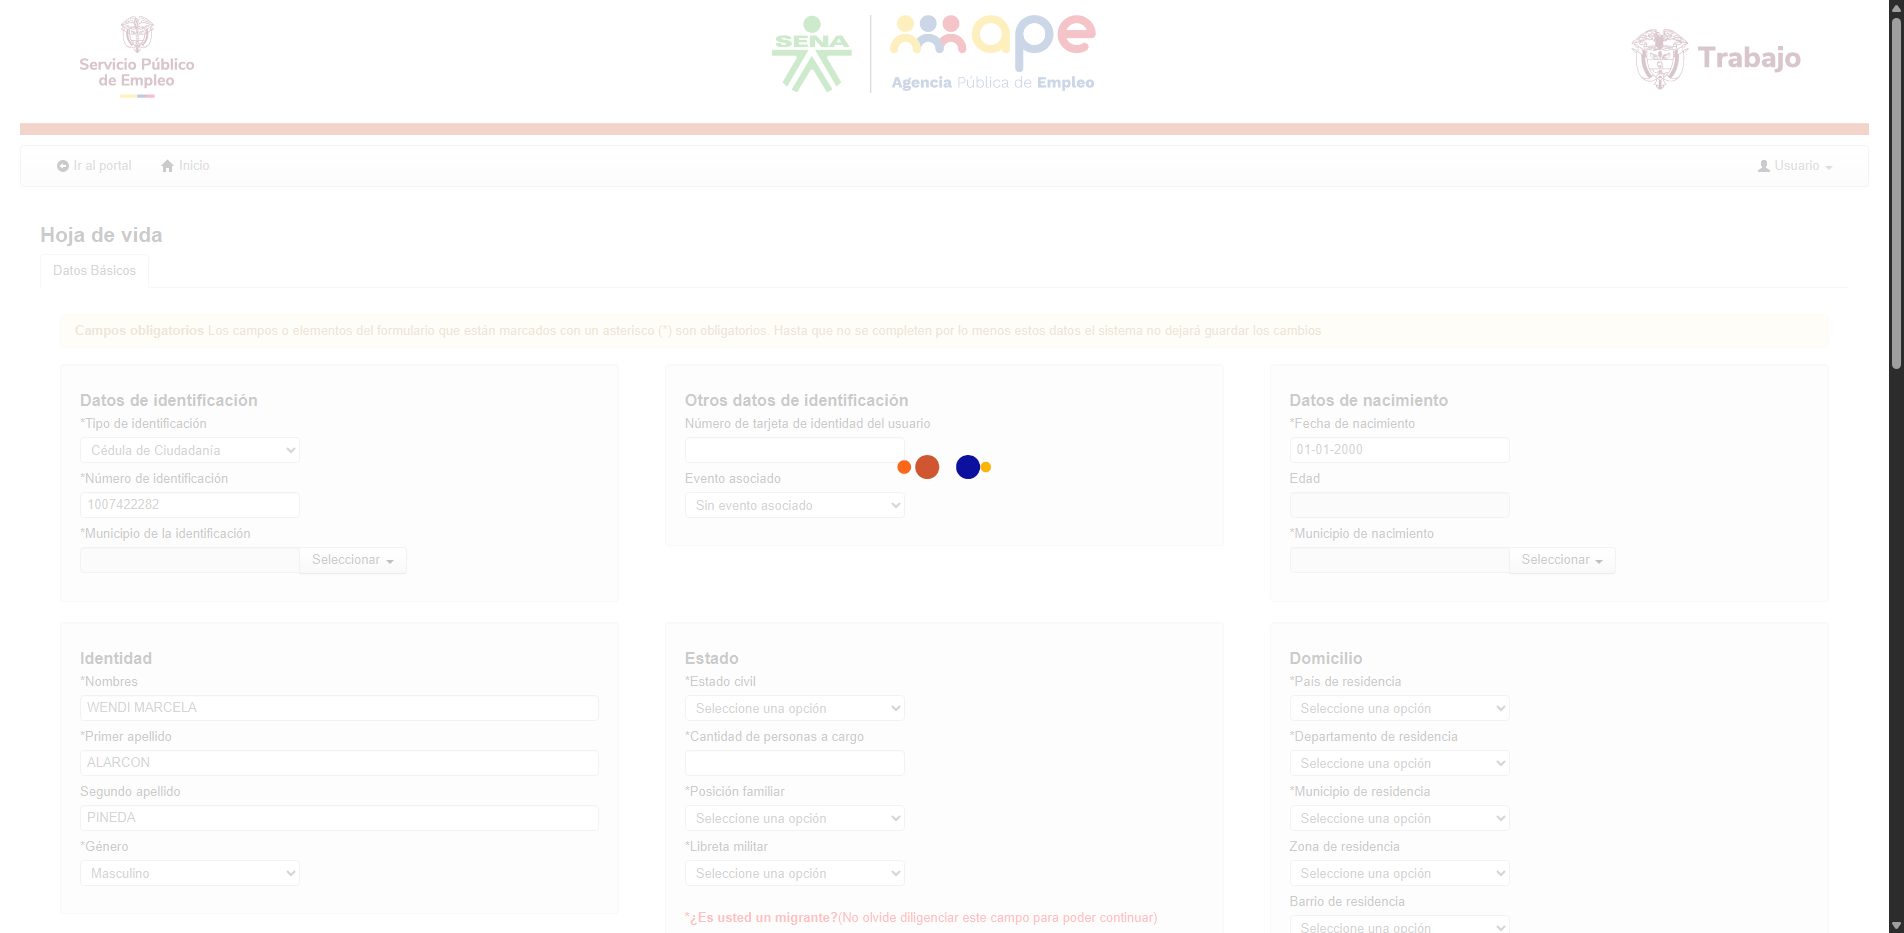 Servicio Público
de Empleo
SENA
ape
Agencia Pública de Empleo
Trabajo
Ir al portal
Inicio
Usuario
Hoja de vida
Datos Básicos
Campos obligatorios Los campos o elementos del formulario que están marcados con un asterisco (*) son obligatorios. Hasta que no se completen por lo menos estos datos el sistema no dejará guardar los cambios
Datos de identificación
*Tipo de identificación
Cédula de Ciudadanía
*Número de identificación
1007422282
*Municipio de la identificación
Seleccionar
Otros datos de identificación
Número de tarjeta de identidad del usuario
Evento asociado
Sin evento asociado
Datos de nacimiento
*Fecha de nacimiento
01-01-2000
Edad
*Municipio de nacimiento
Seleccionar
Identidad
*Nombres
WENDI MARCELA
*Primer apellido
ALARCON
Segundo apellido
PINEDA
*Género
Masculino
Estado
*Estado civil
Seleccione una opción
*Cantidad de personas a cargo
*Posición familiar
Seleccione una opción
*Libreta militar
Seleccione una opción
*¿Es usted un migrante?(No olvide diligenciar este campo para poder continuar)
Domicilio
*País de residencia
Seleccione una opción
*Departamento de residencia
Seleccione una opción
*Municipio de residencia
Seleccione una opción
Zona de residencia
Seleccione una opción
Barrio de residencia
Seleccione una opción